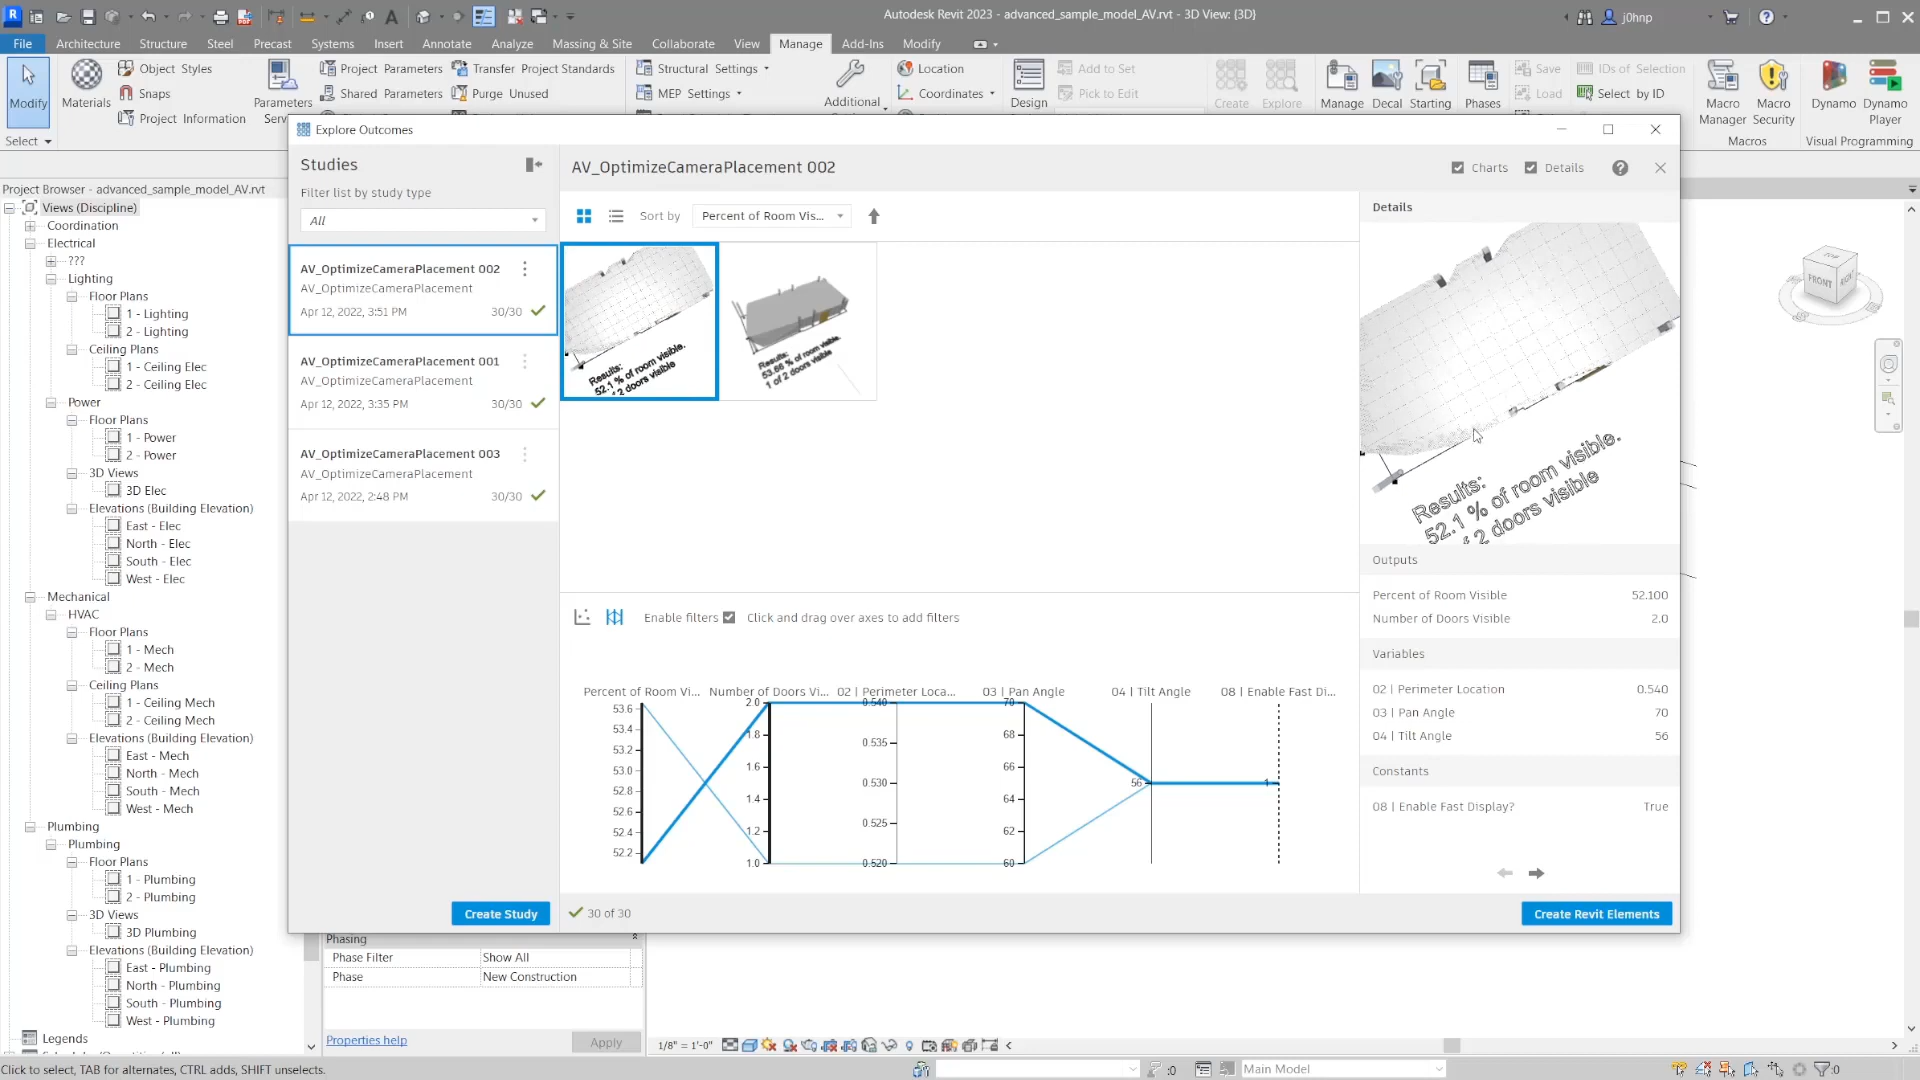 Autodesk Revit 2023 - advanced_sample_model_AV.rvt - 3D View: {3D}
j0hnp
File
Architecture
Structure
Steel
Precast
Systems
Insert
Annotate
Analyze
Massing & Site
Collaborate
View
Manage
Add-Ins
Modify
Modify
Select
Materials
Object Styles
Snaps
Project Information
Parameters
Project Parameters
Shared Parameters
Transfer Project Standards
Purge Unused
Structural Settings
MEP Settings
Additional
Location
Coordinates
Design
Add to Set
Pick to Edit
Create
Explore
Manage
Decal
Starting
Phases
Save
Load
IDs of Selection
Select by ID
Macro
Manager
Macro
Security
Macros
Dynamo
Dynamo
Player
Visual Programming
Project Browser - advanced_sample_model_AV.rvt
Views (Discipline)
Coordination
Electrical
???
Lighting
Floor Plans
1 - Lighting
2 - Lighting
Ceiling Plans
1 - Ceiling Elec
2 - Ceiling Elec
Power
Floor Plans
1 - Power
2 - Power
3D Views
3D Elec
Elevations (Building Elevation)
East - Elec
North - Elec
South - Elec
West - Elec
Mechanical
HVAC
Floor Plans
1 - Mech
2 - Mech
Ceiling Plans
1 - Ceiling Mech
2 - Ceiling Mech
Elevations (Building Elevation)
East - Mech
North - Mech
South - Mech
West - Mech
Plumbing
Plumbing
Floor Plans
1 - Plumbing
2 - Plumbing
3D Views
3D Plumbing
Elevations (Building Elevation)
East - Plumbing
North - Plumbing
South - Plumbing
West - Plumbing
Legends
Explore Outcomes
Studies
Filter list by study type
All
AV_OptimizeCameraPlacement 002
AV_OptimizeCameraPlacement
Apr 12, 2022, 3:51 PM 30/30
AV_OptimizeCameraPlacement 001
AV_OptimizeCameraPlacement
Apr 12, 2022, 3:35 PM 30/30
AV_OptimizeCameraPlacement 003
AV_OptimizeCameraPlacement
Apr 12, 2022, 2:48 PM 30/30
Create Study
AV_OptimizeCameraPlacement 002
Charts
Details
Sort by Percent of Room Vis...
Results:
52.1 % of room visible.
2 doors visible
Results:
53.66 % of room visible.
1 of 2 doors visible
Enable filters
Click and drag over axes to add filters
Percent of Room Vi... Number of Doors Vi... 02 | Perimeter Loca... 03 | Pan Angle 04 | Tilt Angle 08 | Enable Fast Di...
53.6
53.4
53.2
53.0
52.8
52.6
52.4
52.2
2.0
1.8
1.6
1.4
1.2
1.0
0.540
0.535
0.530
0.525
0.520
70
68
66
64
62
60
56
1
30 of 30
Details
Results:
52.1 % of room visible.
2 doors visible
Outputs
Percent of Room Visible 52.100
Number of Doors Visible 2.0
Variables
02 | Perimeter Location 0.540
03 | Pan Angle 70
04 | Tilt Angle 56
Constants
08 | Enable Fast Display? True
Create Revit Elements
FRONT
Phasing
Phase Filter Show All
Phase New Construction
Properties help
Apply
1/8" = 1'-0"
Click to select, TAB for alternates, CTRL adds, SHIFT unselects.
:0
Main Model
:0